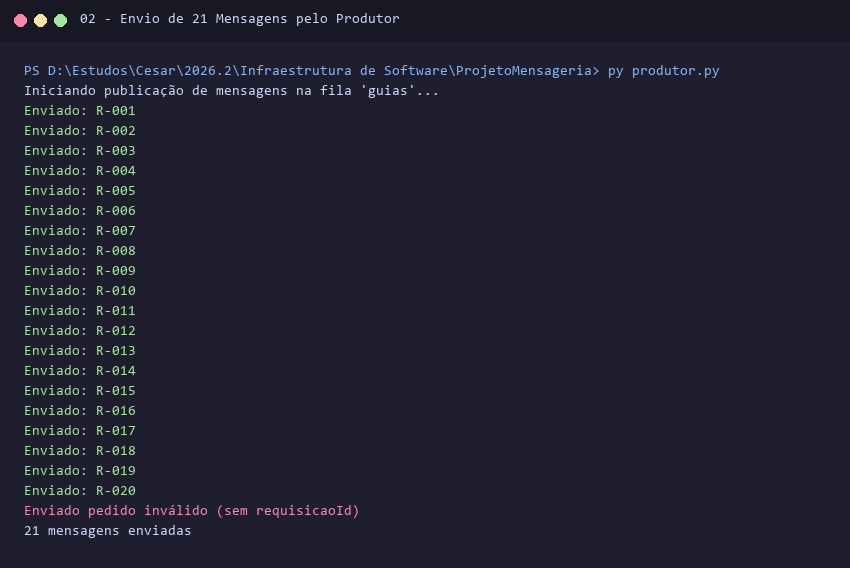 02 - Envio de 21 Mensagens pelo Produtor
PS D:\Estudos\Cesar\2026.2\Infraestrutura de Software\ProjetoMensageria> py produtor.py
Iniciando publicação de mensagens na fila 'guias'...
Enviado: R-001
Enviado: R-002
Enviado: R-003
Enviado: R-004
Enviado: R-005
Enviado: R-006
Enviado: R-007
Enviado: R-008
Enviado: R-009
Enviado: R-010
Enviado: R-011
Enviado: R-012
Enviado: R-013
Enviado: R-014
Enviado: R-015
Enviado: R-016
Enviado: R-017
Enviado: R-018
Enviado: R-019
Enviado: R-020
Enviado pedido inválido (sem requisicaoId)
21 mensagens enviadas